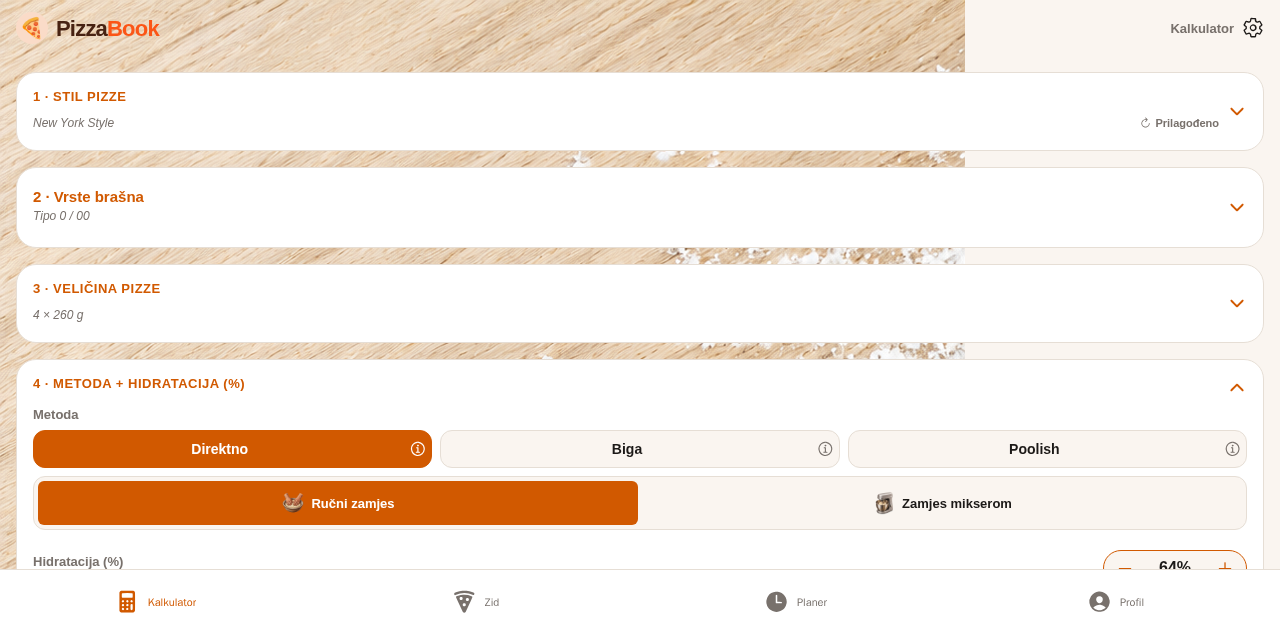 PizzaBook
Kalkulator
1 · STIL PIZZE
New York Style
Prilagođeno
2 · Vrste brašna
Tipo 0 / 00
3 · VELIČINA PIZZE
4 × 260 g
4 · METODA + HIDRATACIJA (%)
Metoda
Direktno
Biga
Poolish
Ručni zamjes
Zamjes mikserom
Hidratacija (%)
64%
Kalkulator
Zid
Planer
Profil